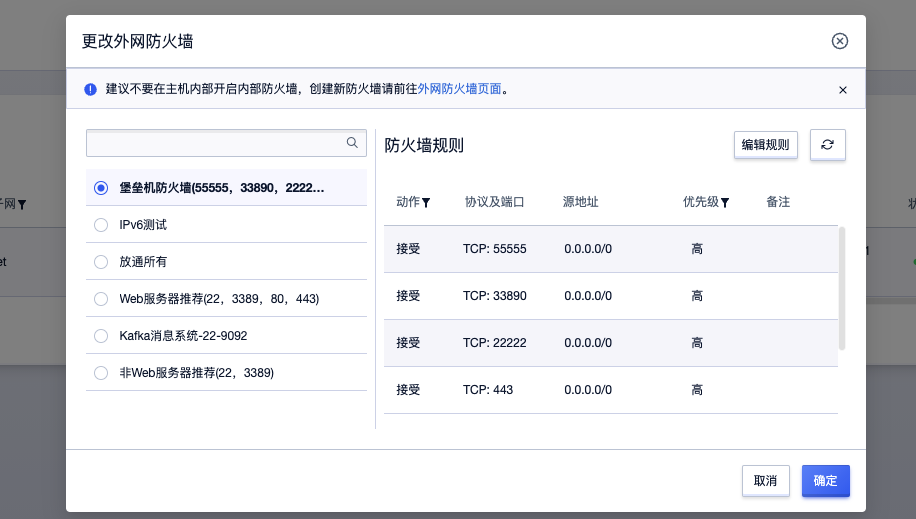 更改外网防火墙
建议不要在主机内部开启内部防火墙，创建新防火墙请前往外网防火墙页面。
防火墙规则
编辑规则
堡垒机防火墙(55555，33890，2222...
IPv6测试
放通所有
Web服务器推荐(22，3389，80，443)
Kafka消息系统-22-9092
非Web服务器推荐(22，3389)
动作 协议及端口 源地址 优先级 备注
接受 TCP: 55555 0.0.0.0/0 高
接受 TCP: 33890 0.0.0.0/0 高
接受 TCP: 22222 0.0.0.0/0 高
接受 TCP: 443 0.0.0.0/0 高
取消 确定
子网
et